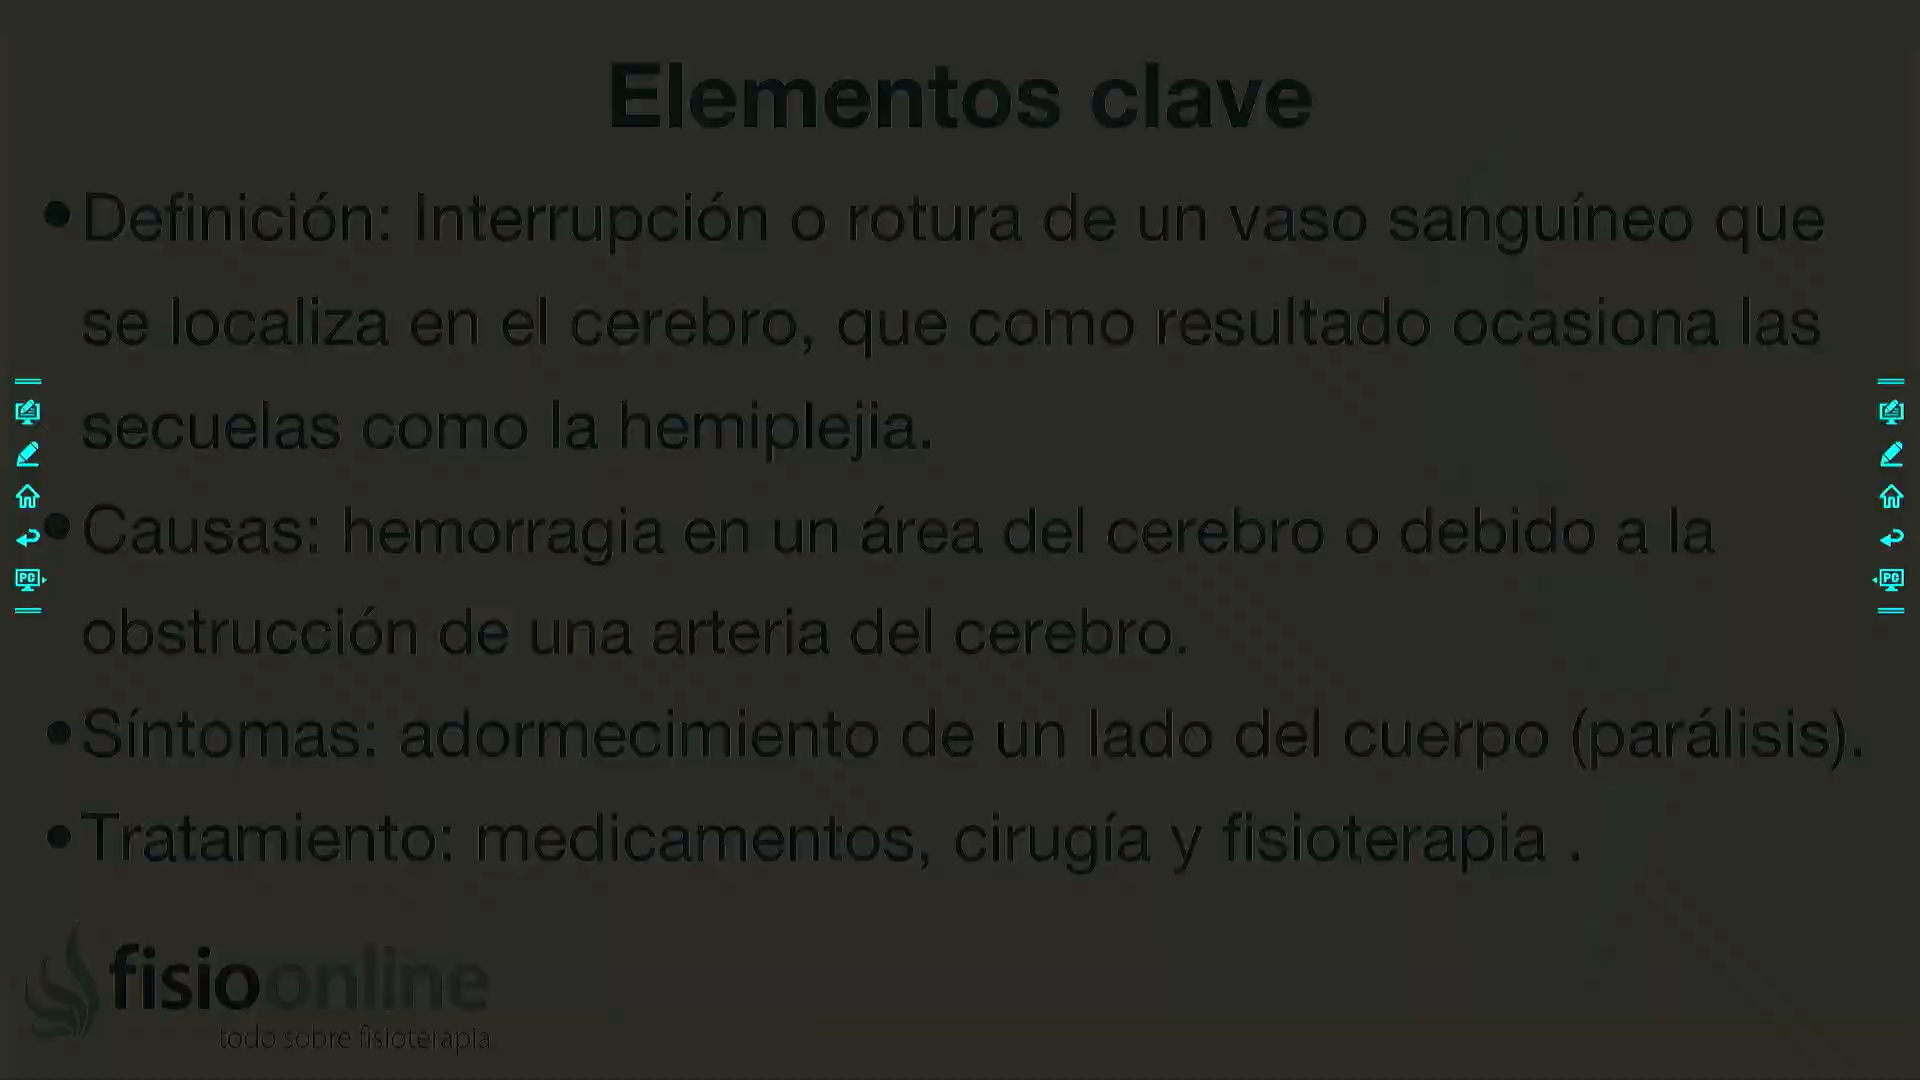 Elementos clave
•Definición: Interrupción o rotura de un vaso sanguíneo que
se localiza en el cerebro, que como resultado ocasiona las
secuelas como la hemiplejia.
•Causas: hemorragia en un área del cerebro o debido a la
obstrucción de una arteria del cerebro.
•Síntomas: adormecimiento de un lado del cuerpo (parálisis).
•Tratamiento: medicamentos, cirugía y fisioterapia .
PC
PC
fisioonline
todo sobre fisioterapia